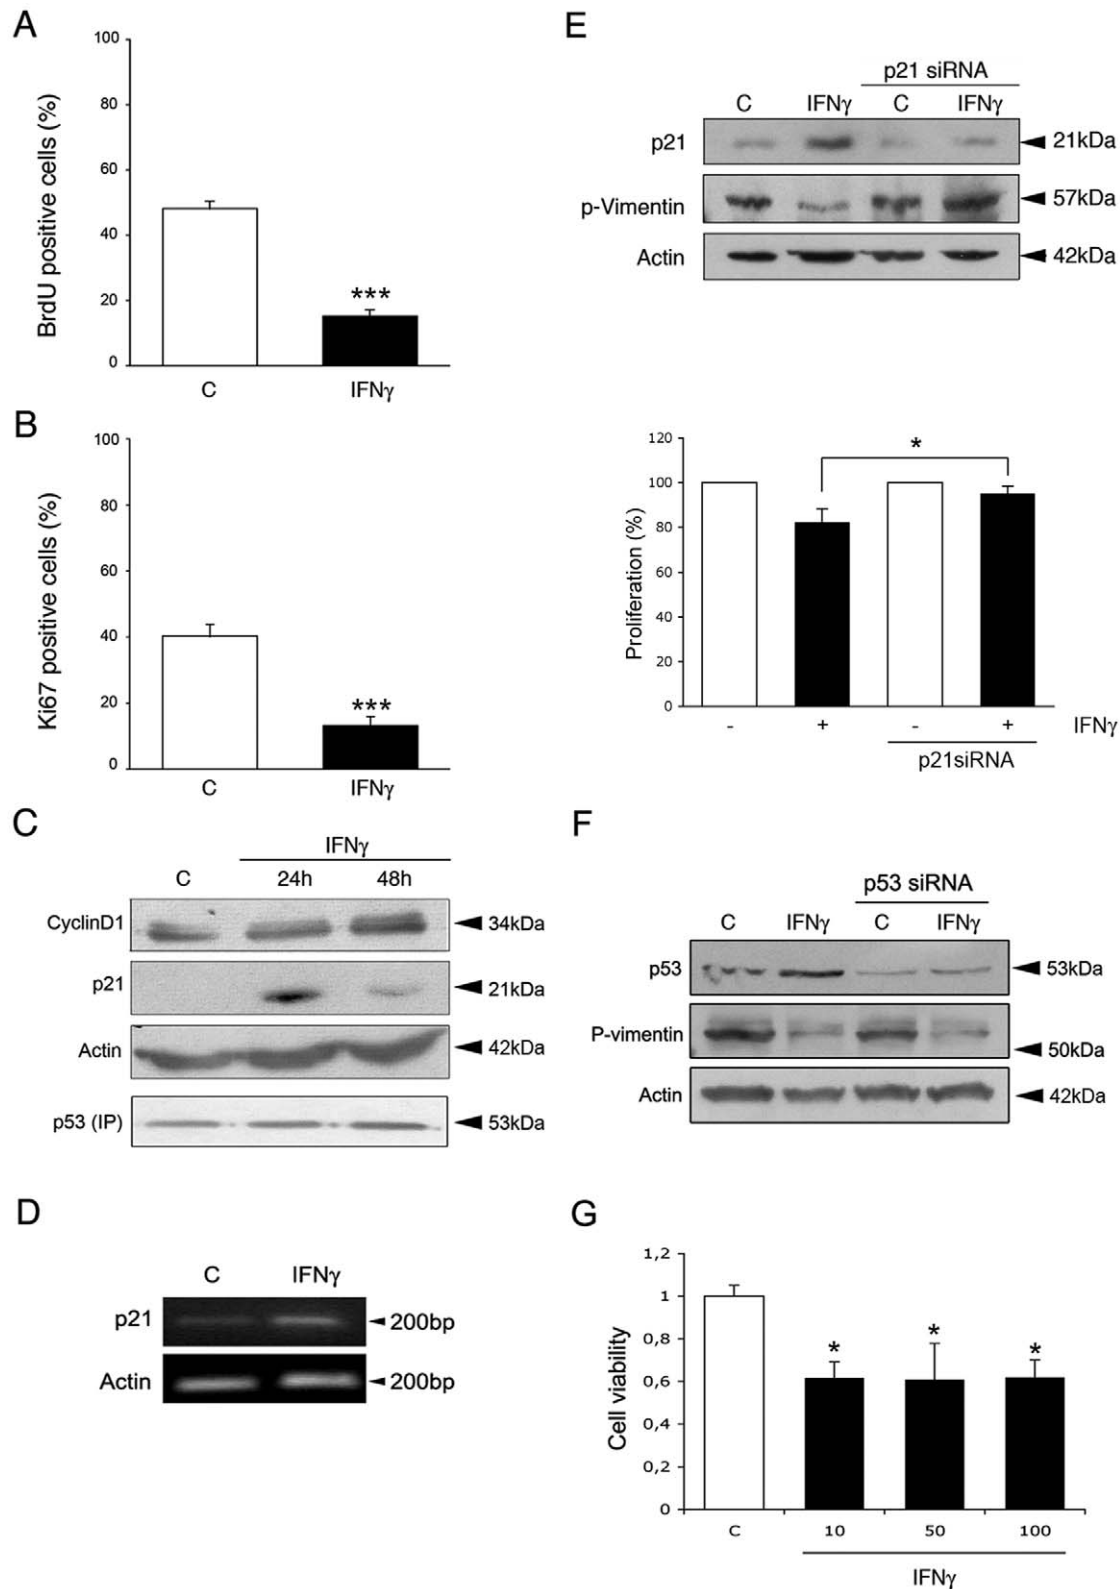 A
100
80
60
40
20
0
BrdU positive cells (%)
***
C IFNγ
B
100
80
60
40
20
0
Ki67 positive cells (%)
***
C IFNγ
C
IFNγ
C 24h 48h
CyclinD1 34kDa
p21 21kDa
Actin 42kDa
p53 (IP) 53kDa
D
C IFNγ
p21 200bp
Actin 200bp
E
p21 siRNA
C IFNγ C IFNγ
p21 21kDa
p-Vimentin 57kDa
Actin 42kDa
120
100
80
60
40
20
0
Proliferation (%)
*
- + - + IFNγ
p21siRNA
F
p53 siRNA
C IFNγ C IFNγ
p53 53kDa
P-vimentin 50kDa
Actin 42kDa
G
1,2
1
0,8
0,6
0,4
0,2
0
Cell viability
* * *
C 10 50 100
IFNγ